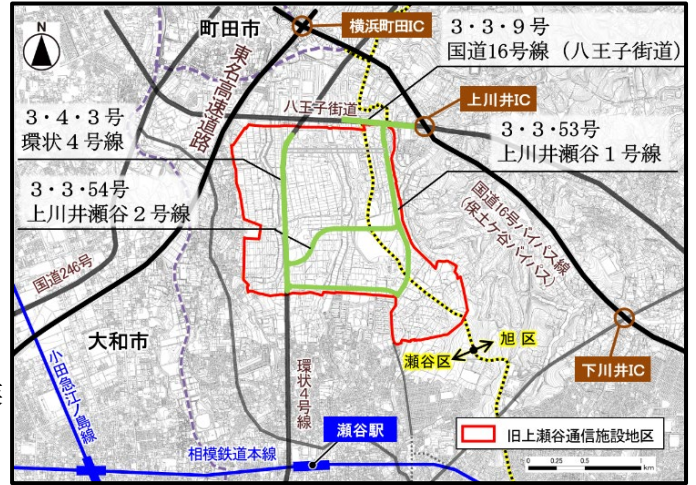 N
町田市
横浜町田IC
3・3・9号
国道16号線（八王子街道）
東名高速道路
八王子街道
上川井IC
3・4・3号
環状４号線
3・3・53号
上川井瀬谷１号線
3・3・54号
上川井瀬谷２号線
国道16号バイパス線
（保土ケ谷バイパス）
国道246号
大和市
旭 区
瀬谷区
下川井IC
小田急江ノ島線
環状4号線
瀬谷駅
相模鉄道本線
旧上瀬谷通信施設地区
0 0.25 0.5 1
km